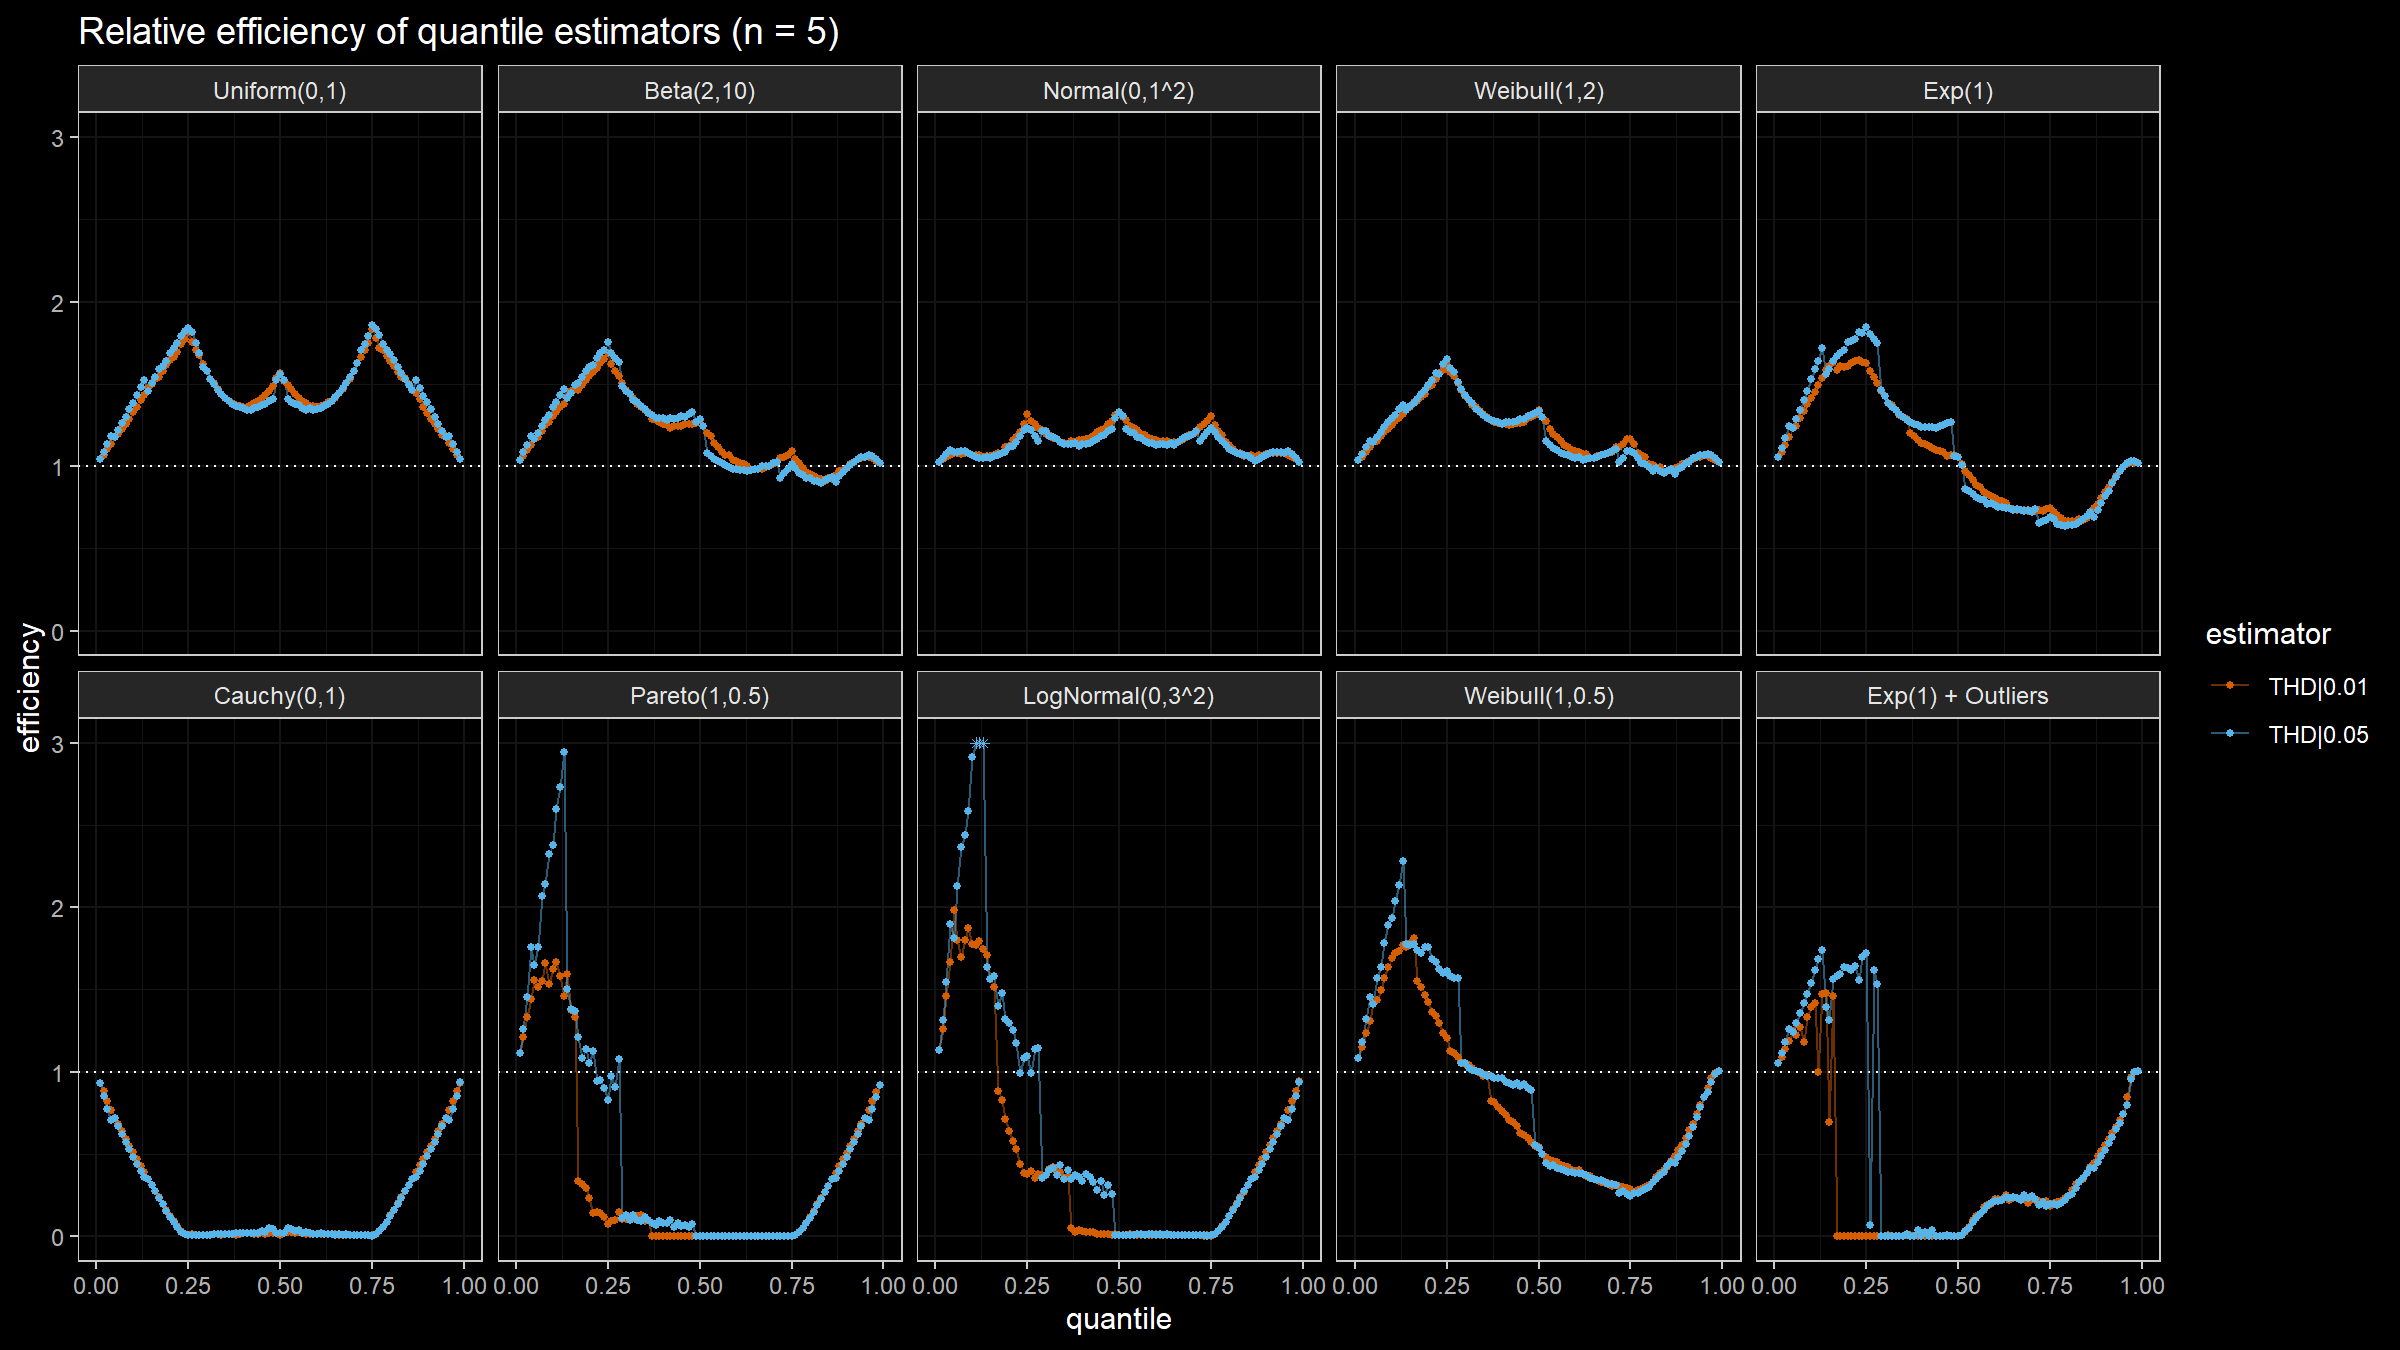 Relative efficiency of quantile estimators (n = 5)
Uniform(0,1)
Beta(2,10)
Normal(0,1^2)
Weibull(1,2)
Exp(1)
3
2
1
0
Cauchy(0,1)
Pareto(1,0.5)
LogNormal(0,3^2)
Weibull(1,0.5)
Exp(1) + Outliers
3
2
1
0
efficiency
0.00 0.25 0.50 0.75 1.00
0.00 0.25 0.50 0.75 1.00
0.00 0.25 0.50 0.75 1.00
0.00 0.25 0.50 0.75 1.00
0.00 0.25 0.50 0.75 1.00
quantile
estimator
THD|0.01
THD|0.05